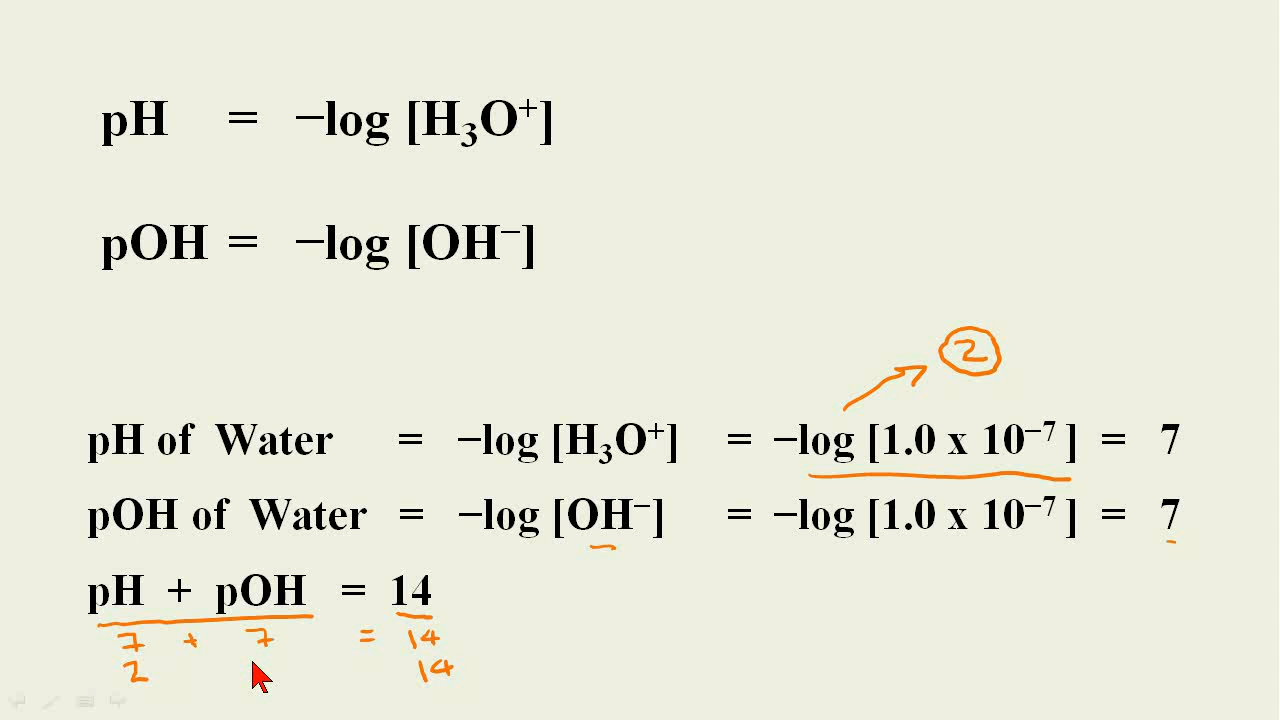 pH = −log [H₃O⁺]
pOH = −log [OH⁻]
2
pH of Water = −log [H₃O⁺] = −log [1.0 x 10⁻⁷ ] = 7
pOH of Water = −log [OH⁻] = −log [1.0 x 10⁻⁷ ] = 7
pH + pOH = 14
7 + 7 = 14
2 14